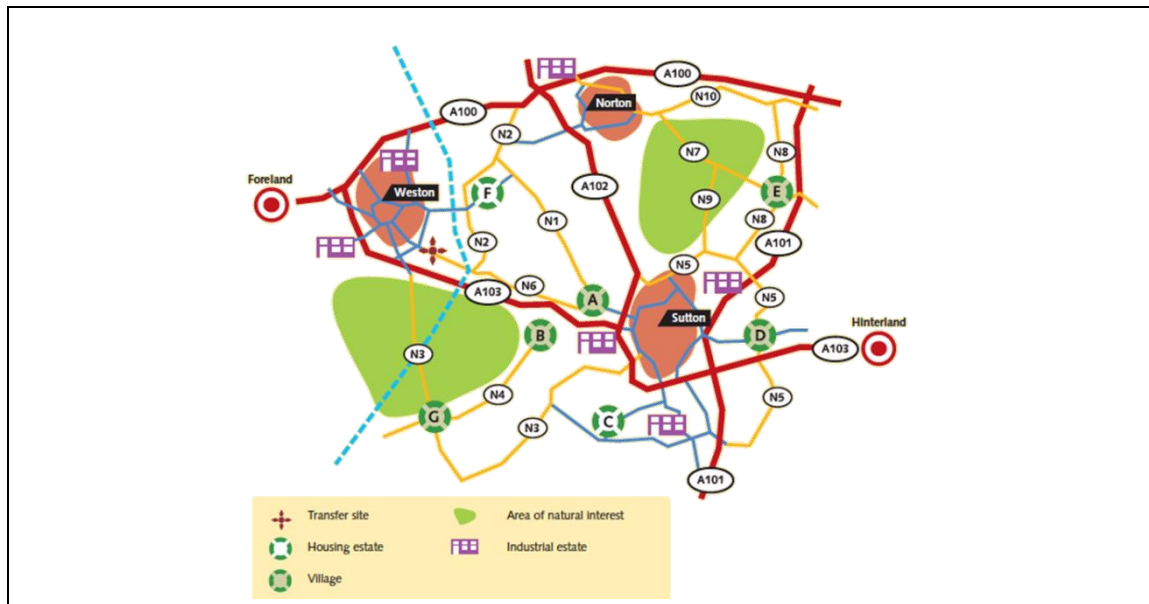 A100
Norton
N10
A100
N2
N7
N8
Foreland
Weston
F
A102
E
N9
N1
N8
N2
A101
N5
N6
A103
A
N5
Sutton
Hinterland
B
D
A103
N3
N4
N5
G
C
N3
A101
Transfer site
Area of natural interest
Housing estate
Industrial estate
Village